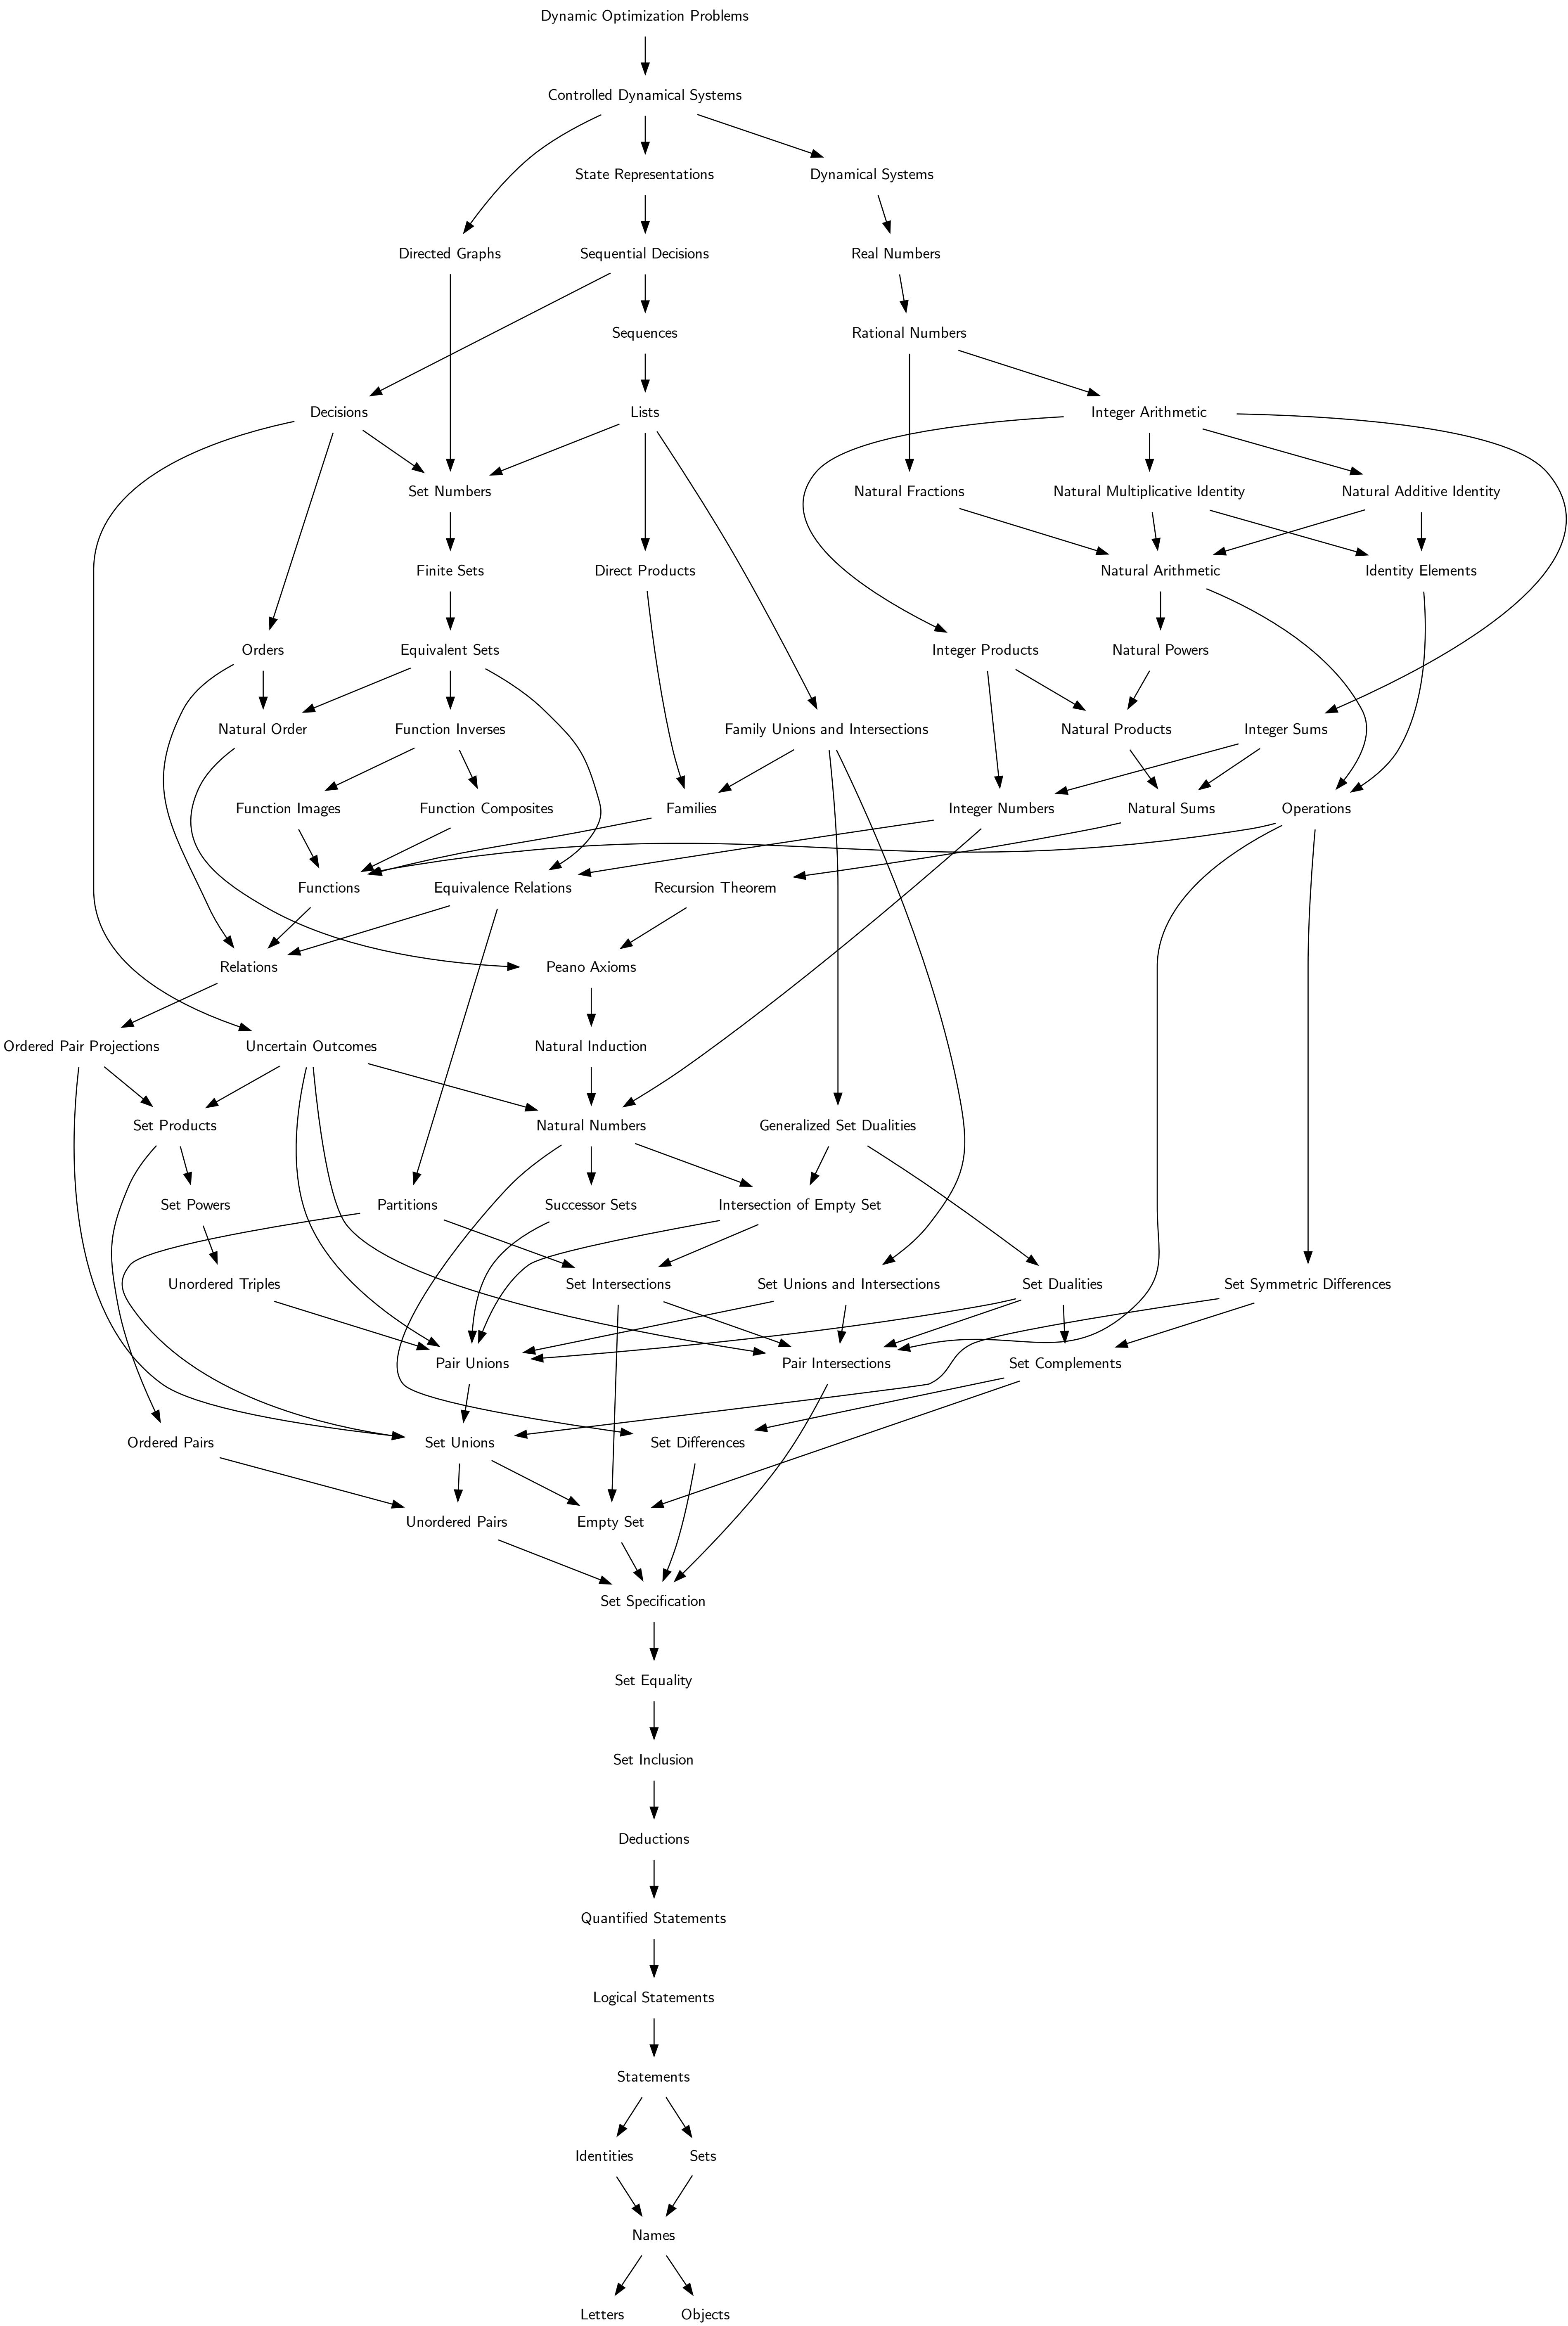 Dynamic Optimization Problems
Controlled Dynamical Systems
State Representations
Dynamical Systems
Directed Graphs
Sequential Decisions
Real Numbers
Sequences
Rational Numbers
Decisions
Lists
Integer Arithmetic
Set Numbers
Natural Fractions
Natural Multiplicative Identity
Natural Additive Identity
Finite Sets
Direct Products
Natural Arithmetic
Identity Elements
Orders
Equivalent Sets
Integer Products
Natural Powers
Natural Order
Function Inverses
Family Unions and Intersections
Natural Products
Integer Sums
Function Images
Function Composites
Families
Integer Numbers
Natural Sums
Operations
Functions
Equivalence Relations
Recursion Theorem
Relations
Peano Axioms
Ordered Pair Projections
Uncertain Outcomes
Natural Induction
Set Products
Natural Numbers
Generalized Set Dualities
Set Powers
Partitions
Successor Sets
Intersection of Empty Set
Unordered Triples
Set Intersections
Set Unions and Intersections
Set Dualities
Set Symmetric Differences
Pair Unions
Pair Intersections
Set Complements
Ordered Pairs
Set Unions
Set Differences
Unordered Pairs
Empty Set
Set Specification
Set Equality
Set Inclusion
Deductions
Quantified Statements
Logical Statements
Statements
Identities
Sets
Names
Letters
Objects